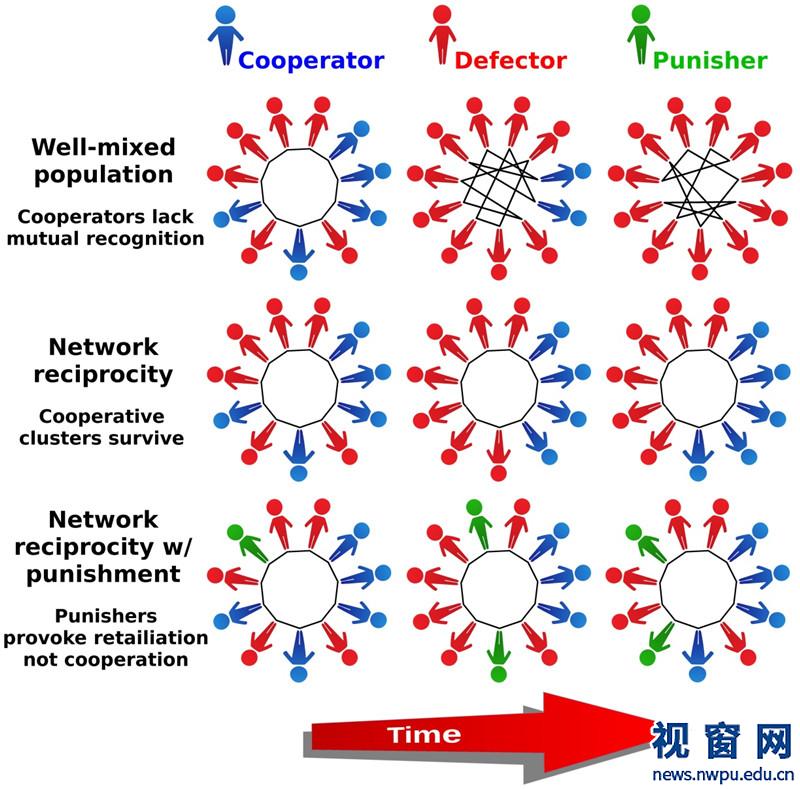 Cooperator
Defector
Punisher
Well-mixed
population
Cooperators lack
mutual recognition
Network
reciprocity
Cooperative
clusters survive
Network
reciprocity w/
punishment
Punishers
provoke retailiation
not cooperation
Time
视窗网
news.nwpu.edu.cn